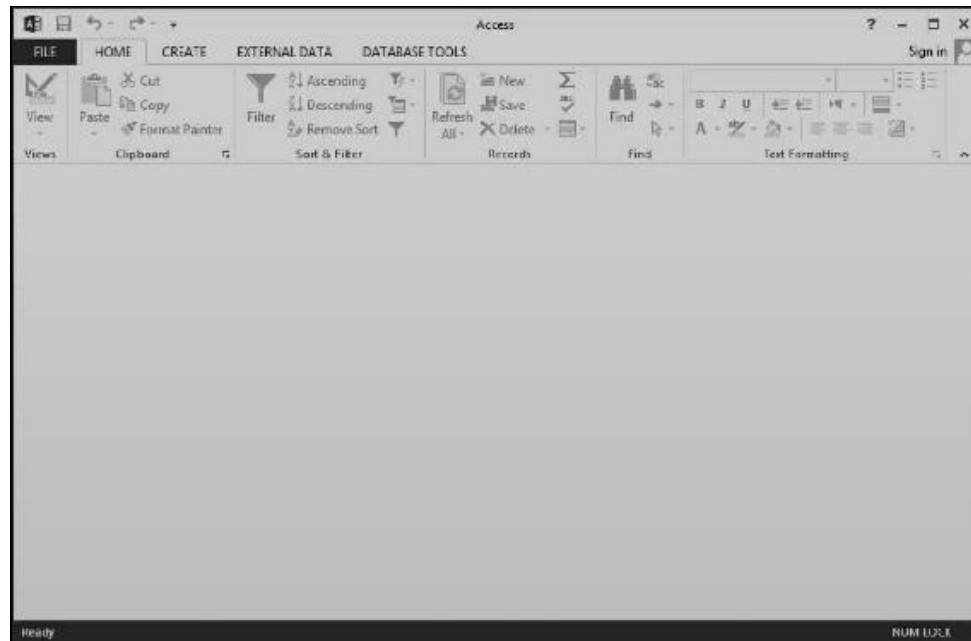 Access
FILE HOME CREATE EXTERNAL DATA DATABASE TOOLS Sign in
View
Paste
Cut
Copy
Format Painter
Filter
Ascending
Descending
Remove Sort
Refresh
All
New
Save
Delete
Find
B I U
A
Views Clipboard Sort & Filter Records Find Text Formatting
Ready NUM LOCK